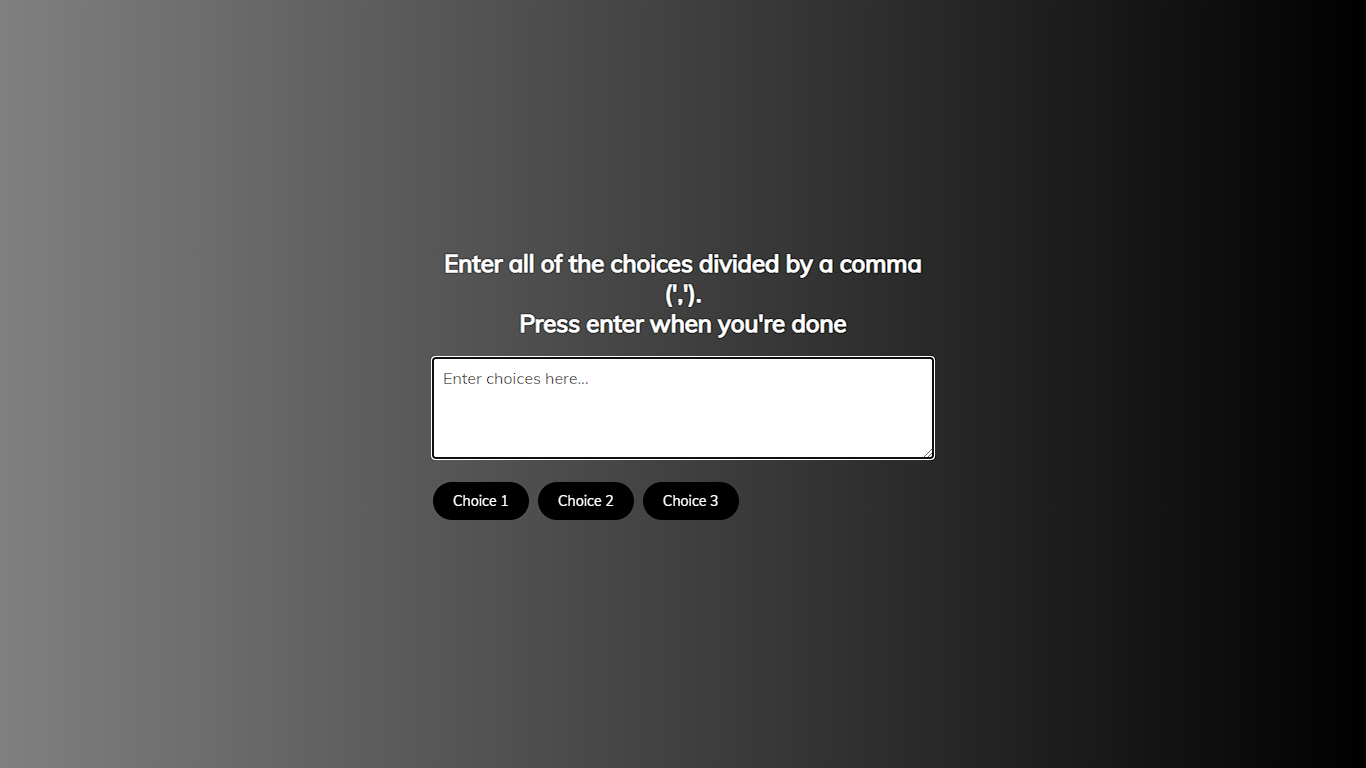 Enter all of the choices divided by a comma
(',').
Press enter when you're done
Enter choices here...
Choice 1 Choice 2 Choice 3